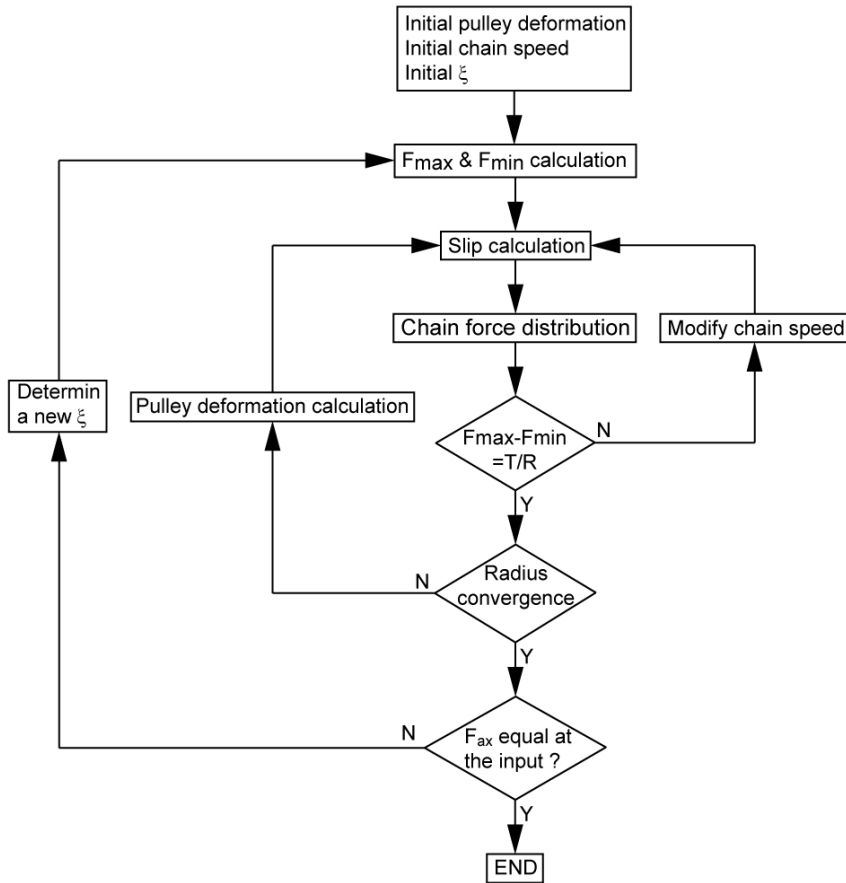 Initial pulley deformation
Initial chain speed
Initial ξ
Fmax & Fmin calculation
Slip calculation
Chain force distribution
Modify chain speed
Determin
a new ξ
Pulley deformation calculation
Fmax-Fmin
=T/R
N
Y
Radius
convergence
N
Y
Fax equal at
the input ?
N
Y
END